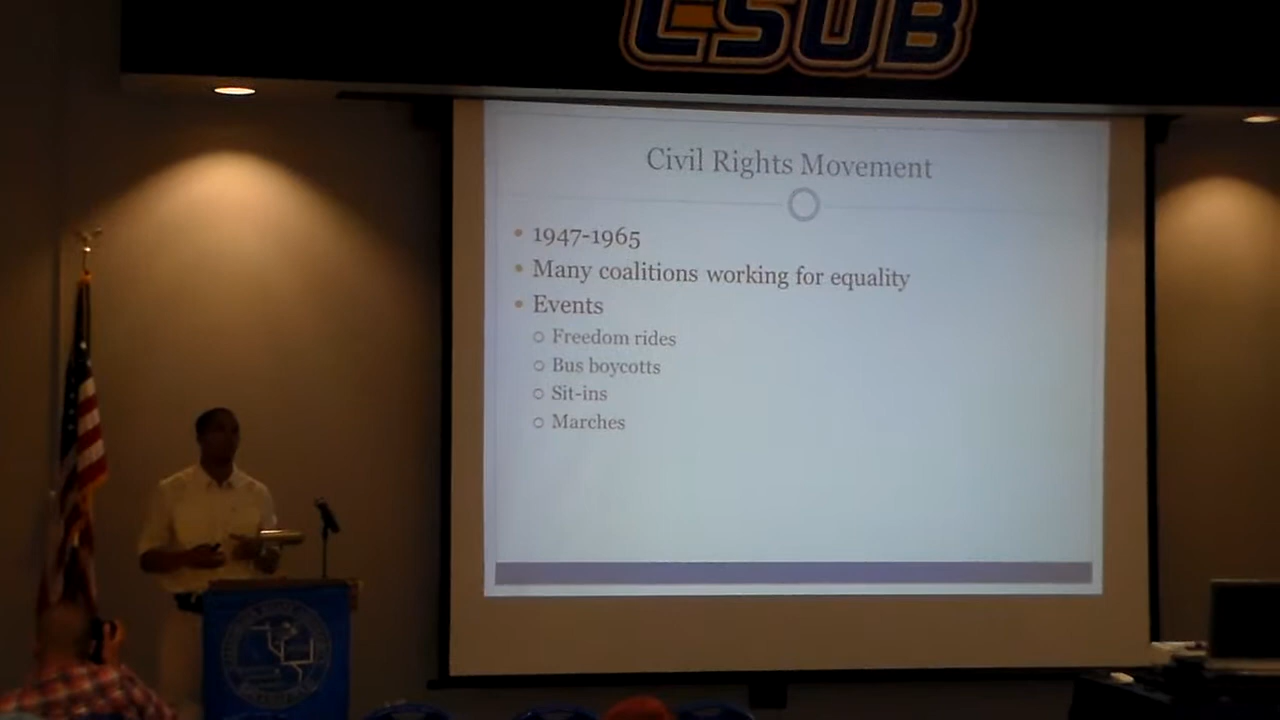 CSUB
Civil Rights Movement
1947-1965
Many coalitions working for equality
Events
Freedom rides
Bus boycotts
Sit-ins
Marches